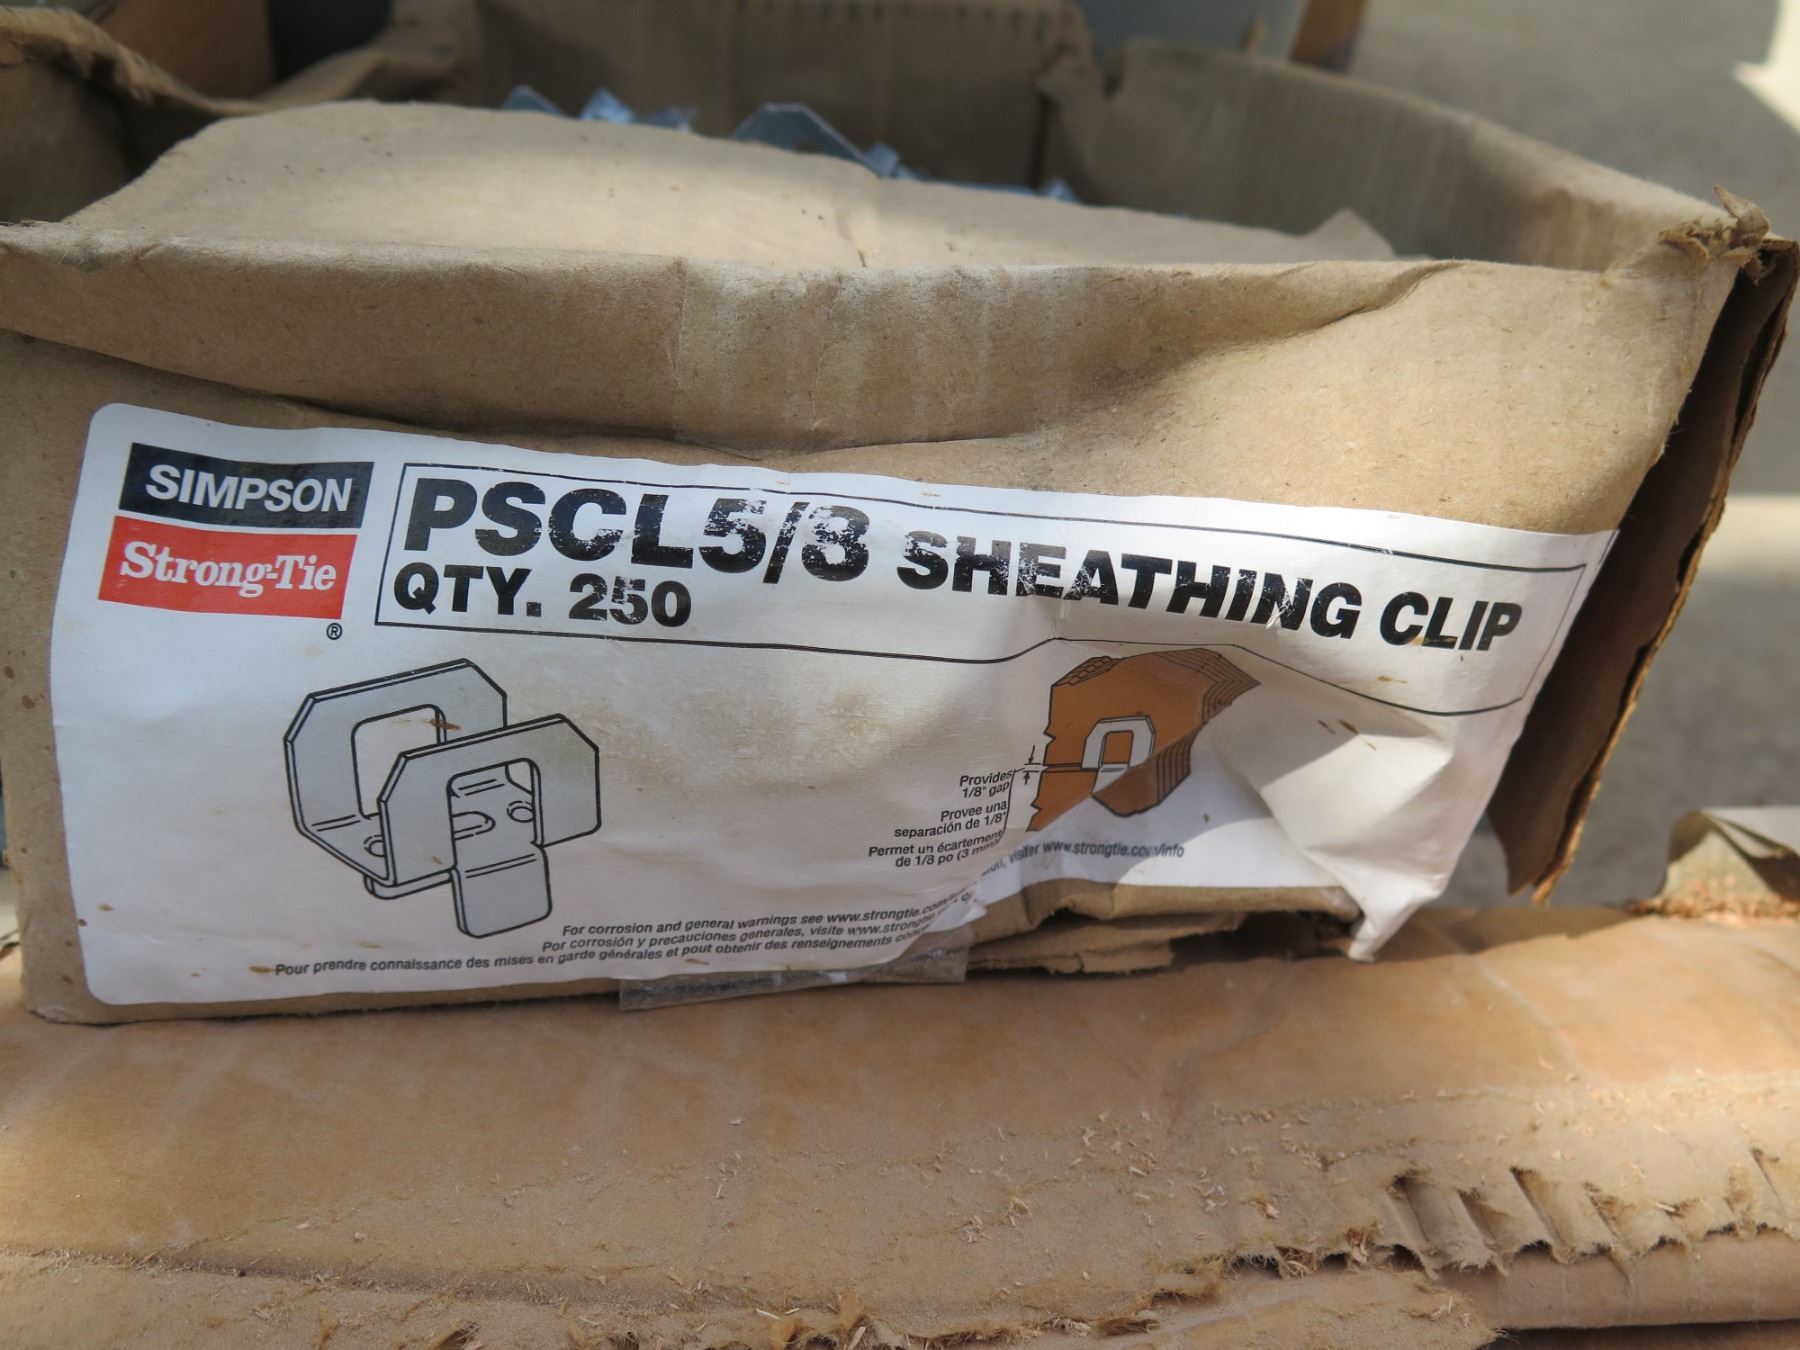 SIMPSON
Strong-Tie
®
PSCL5/8 SHEATHING CLIP
QTY. 250
Provides
1/8" gap
Provee una
separación de 1/8"
Permet un écartement
de 1/8 po (3 mm)
For corrosion and general warnings see www.strongtie.com
Por corrosión y precauciones generales, visite www.strongtie
Pour prendre connaissance des mises en garde générales et pout obtenir des renseignements visiter www.strongtie.com/info